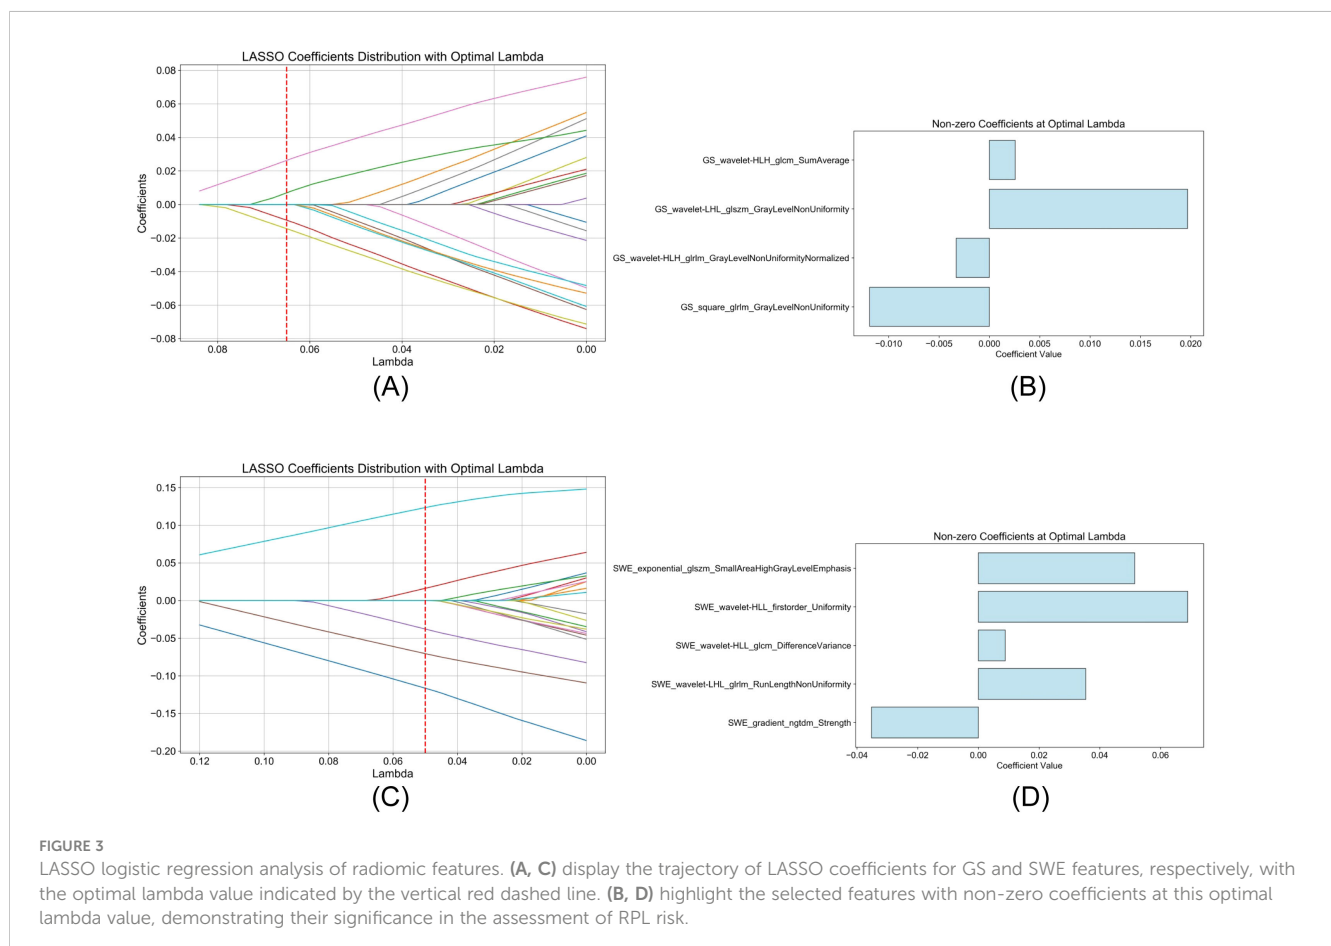 LASSO Coefficients Distribution with Optimal Lambda
0.08
0.06
0.04
0.02
0.00
−0.02
−0.04
−0.06
−0.08
Coefficients
0.08 0.06 0.04 0.02 0.00
Lambda
(A)
Non-zero Coefficients at Optimal Lambda
GS_wavelet-HLH_glcm_SumAverage
GS_wavelet-LHL_glszm_GrayLevelNonUniformity
GS_wavelet-HLH_glrlm_GrayLevelNonUniformityNormalized
GS_square_glrlm_GrayLevelNonUniformity
−0.010 −0.005 0.000 0.005 0.010 0.015 0.020
Coefficient Value
(B)
LASSO Coefficients Distribution with Optimal Lambda
0.15
0.10
0.05
0.00
−0.05
−0.10
−0.15
−0.20
Coefficients
0.12 0.10 0.08 0.06 0.04 0.02 0.00
Lambda
(C)
Non-zero Coefficients at Optimal Lambda
SWE_exponential_glszm_SmallAreaHighGrayLevelEmphasis
SWE_wavelet-HLL_firstorder_Uniformity
SWE_wavelet-HLL_glcm_DifferenceVariance
SWE_wavelet-LHL_glrlm_RunLengthNonUniformity
SWE_gradient_ngtdm_Strength
−0.04 −0.02 0.00 0.02 0.04 0.06
Coefficient Value
(D)
FIGURE 3
LASSO logistic regression analysis of radiomic features. (A, C) display the trajectory of LASSO coefficients for GS and SWE features, respectively, with
the optimal lambda value indicated by the vertical red dashed line. (B, D) highlight the selected features with non-zero coefficients at this optimal
lambda value, demonstrating their significance in the assessment of RPL risk.